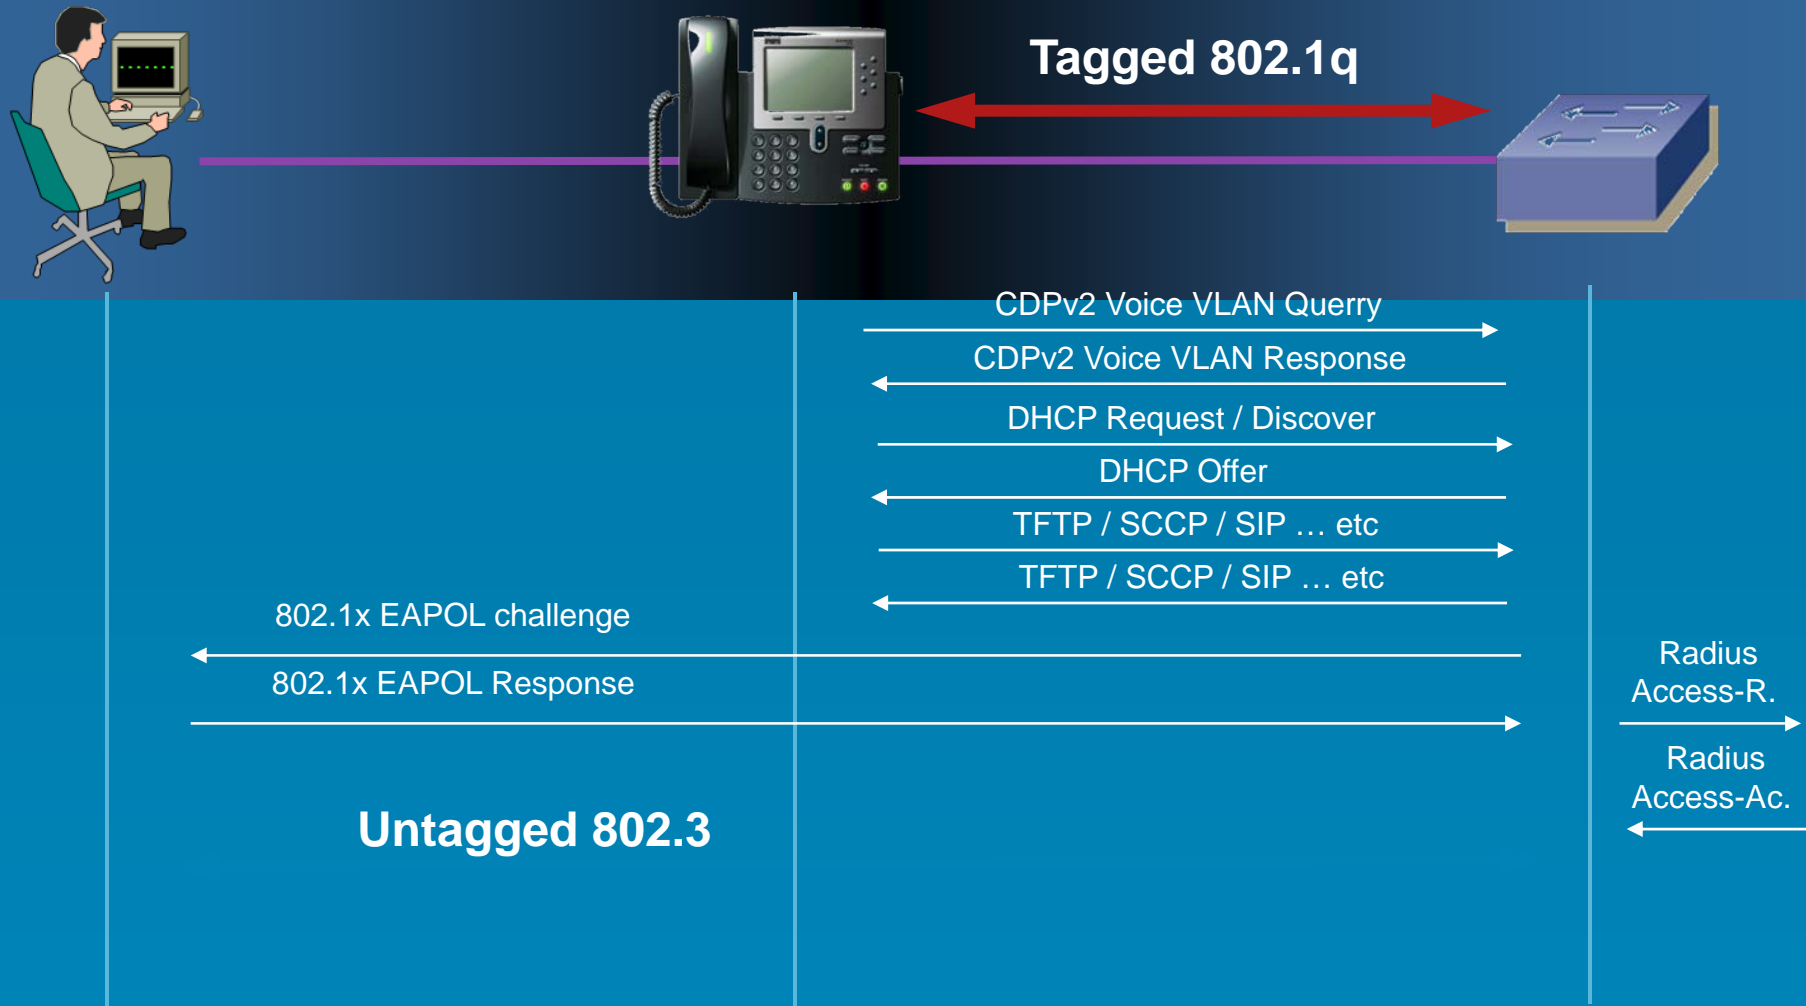 Tagged 802.1q
CDPv2 Voice VLAN Querry
CDPv2 Voice VLAN Response
DHCP Request / Discover
DHCP Offer
TFTP / SCCP / SIP … etc
TFTP / SCCP / SIP … etc
802.1x EAPOL challenge
802.1x EAPOL Response
Radius
Access-R.
Radius
Access-Ac.
Untagged 802.3